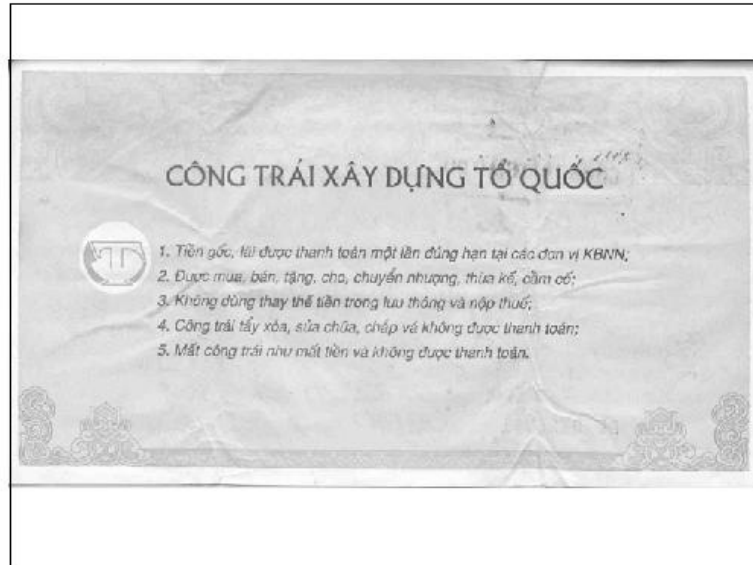 CÔNG TRÁI XÂY DỰNG TỔ QUỐC
1. Tiền gốc, lãi được thanh toán một lần đúng hạn tại các đơn vị KBNN;
2. Được mua, bán, tặng, cho, chuyển nhượng, thừa kế, cầm cố;
3. Không dùng thay thế tiền trong lưu thông và nộp thuế;
4. Công trái tẩy xóa, sửa chữa, chắp vá không được thanh toán;
5. Mất công trái như mất tiền và không được thanh toán.